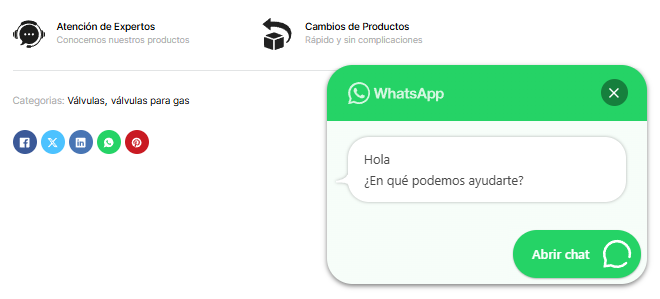 Atención de Expertos
Conocemos nuestros productos
Cambios de Productos
Rápido y sin complicaciones
Categorias: Válvulas, válvulas para gas
WhatsApp
Hola
¿En qué podemos ayudarte?
Abrir chat